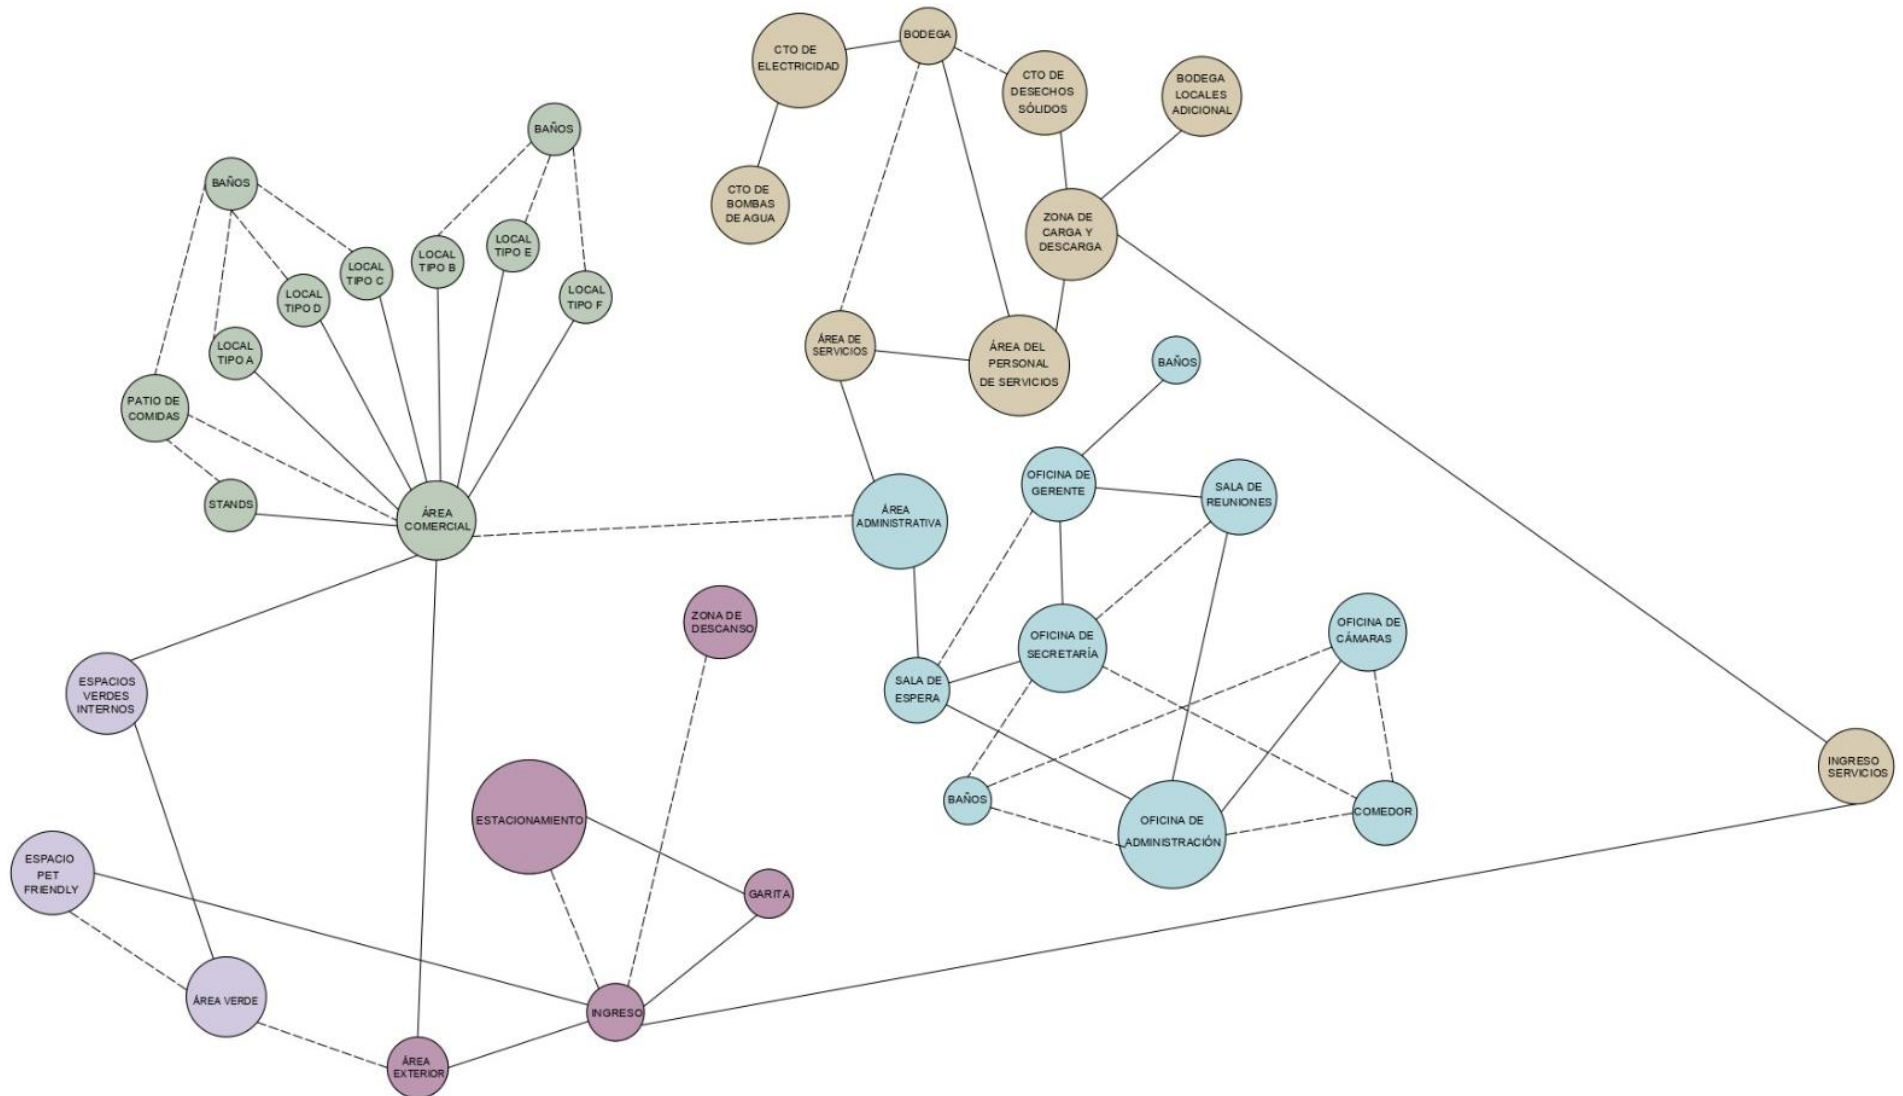 CTO DE
ELECTRICIDAD
BODEGA
CTO DE
DESECHOS
SÓLIDOS
BODEGA
LOCALES
ADICIONAL
BAÑOS
BAÑOS
CTO DE
BOMBAS
DE AGUA
ZONA DE
CARGA Y
DESCARGA
LOCAL
TIPO E
LOCAL
TIPO B
LOCAL
TIPO C
LOCAL
TIPO D
LOCAL
TIPO F
LOCAL
TIPO A
ÁREA DE
SERVICIOS
ÁREA DEL
PERSONAL
DE SERVICIOS
BAÑOS
PATIO DE
COMIDAS
OFICINA DE
GERENTE
SALA DE
REUNIONES
STANDS
ÁREA
COMERCIAL
ÁREA
ADMINISTRATIVA
ZONA DE
DESCANSO
OFICINA DE
SECRETARÍA
OFICINA DE
CÁMARAS
ESPACIOS
VERDES
INTERNOS
SALA DE
ESPERA
INGRESO
SERVICIOS
BAÑOS
ESTACIONAMIENTO
OFICINA DE
ADMINISTRACIÓN
COMEDOR
ESPACIO
PET
FRIENDLY
GARITA
ÁREA VERDE
INGRESO
ÁREA
EXTERIOR